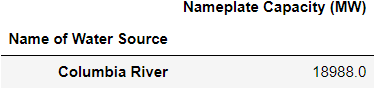 Nameplate Capacity (MW)
Name of Water Source
Columbia River 18988.0